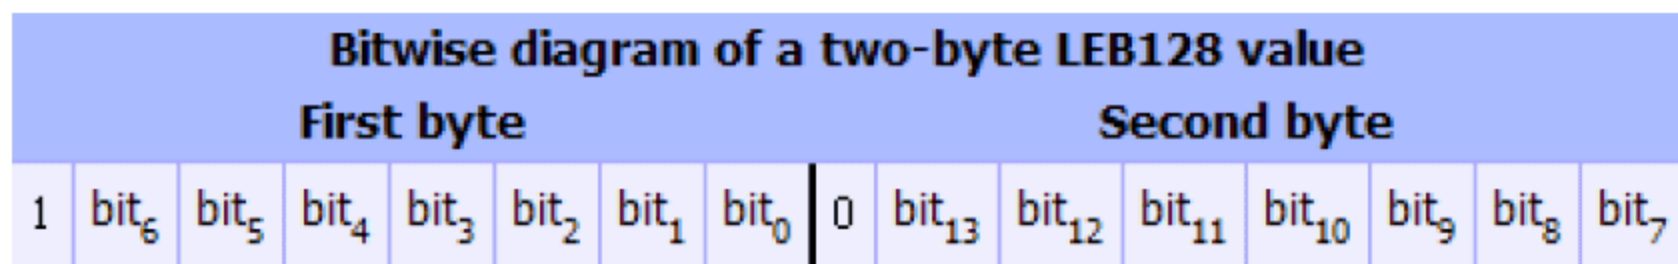 Bitwise diagram of a two-byte LEB128 value
First byte Second byte
1 bit₆ bit₅ bit₄ bit₃ bit₂ bit₁ bit₀ 0 bit₁₃ bit₁₂ bit₁₁ bit₁₀ bit₉ bit₈ bit₇